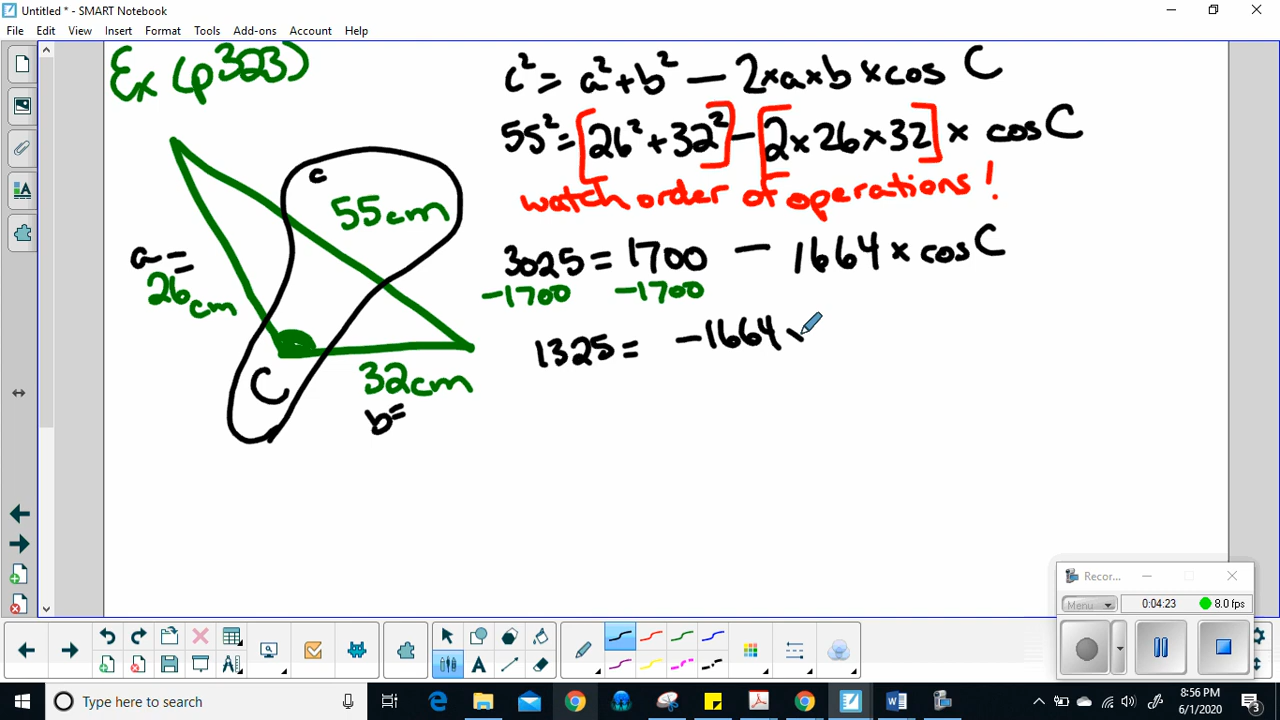 Untitled * - SMART Notebook
File Edit View Insert Format Tools Add-ons Account Help
Ex (p323)
c² = a² + b² — 2×a×b×cos C
55² = [26² + 32²] — [2×26×32] × cos C
watch order of operations!
3025 = 1700 — 1664 × cos C
-1700 -1700
1325 = -1664
c
55cm
a =
26cm
C
32cm
b=
Recor...
Menu
0:04:23
8.0 fps
Type here to search
8:56 PM
6/1/2020
3